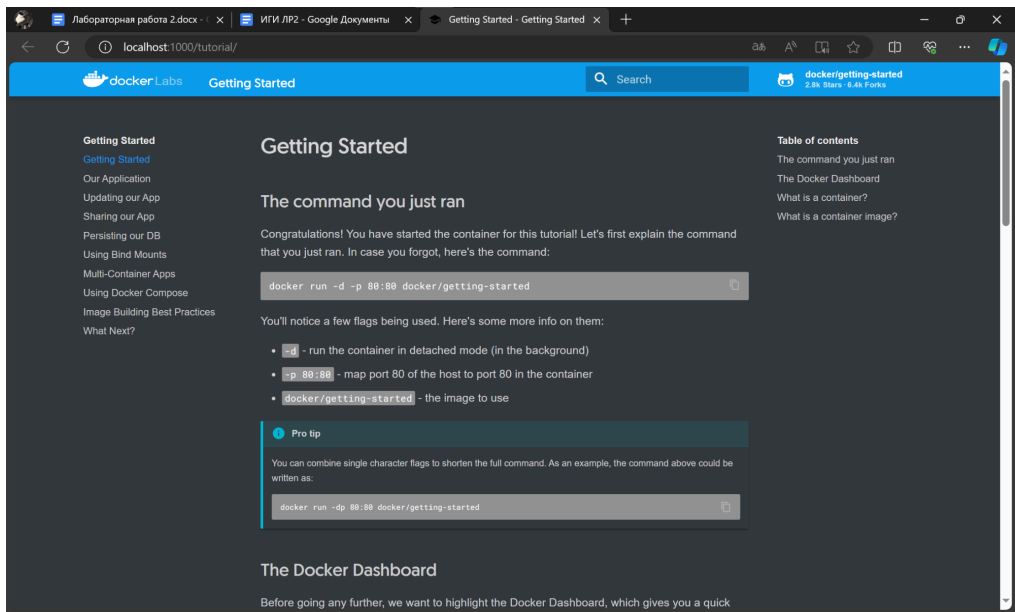 Лабораторная работа 2.docx -
ИГИ ЛР2 - Google Документы
Getting Started - Getting Started
localhost:1000/tutorial/
docker Labs
Getting Started
Search
docker/getting-started
2.8k Stars · 6.4k Forks
Getting Started
Getting Started
Our Application
Updating our App
Sharing our App
Persisting our DB
Using Bind Mounts
Multi-Container Apps
Using Docker Compose
Image Building Best Practices
What Next?
Getting Started
The command you just ran
Congratulations! You have started the container for this tutorial! Let's first explain the command
that you just ran. In case you forgot, here's the command:
docker run -d -p 80:80 docker/getting-started
You'll notice a few flags being used. Here's some more info on them:
• -d - run the container in detached mode (in the background)
• -p 80:80 - map port 80 of the host to port 80 in the container
• docker/getting-started - the image to use
Pro tip
You can combine single character flags to shorten the full command. As an example, the command above could be
written as:
docker run -dp 80:80 docker/getting-started
The Docker Dashboard
Before going any further, we want to highlight the Docker Dashboard, which gives you a quick
Table of contents
The command you just ran
The Docker Dashboard
What is a container?
What is a container image?